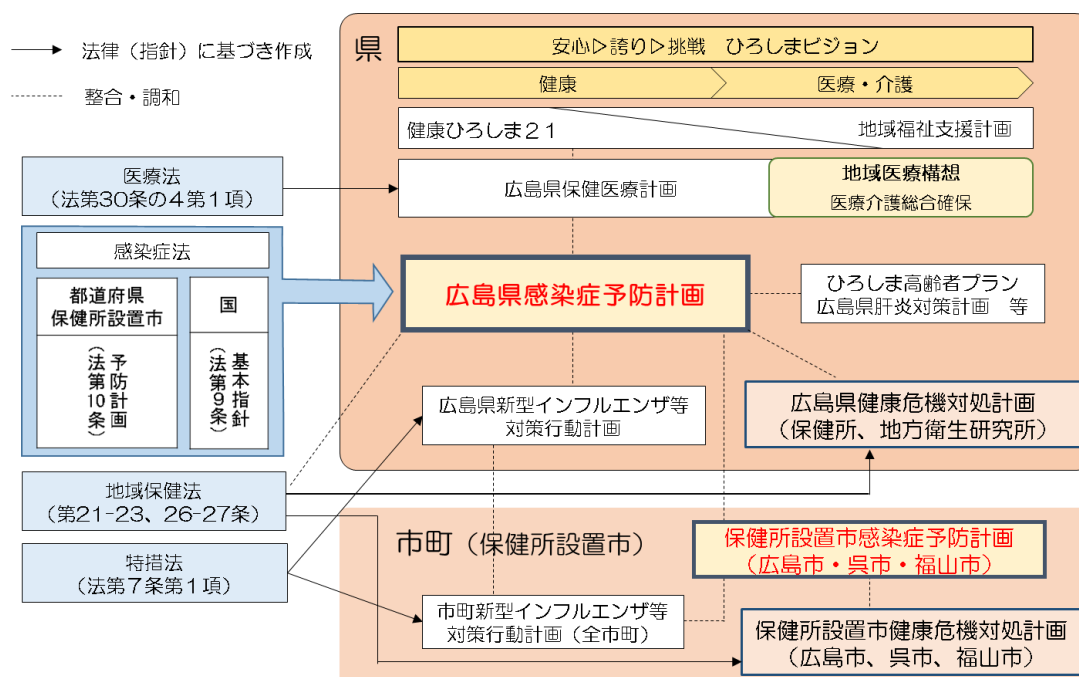 法律（指針）に基づき作成
整合・調和
県
安心▷誇り▷挑戦　ひろしまビジョン
健康
医療・介護
健康ひろしま２１
地域福祉支援計画
医療法
（法第30条の４第１項）
広島県保健医療計画
地域医療構想
医療介護総合確保
感染症法
都道府県
保健所設置市
予防計画
（法第10条）
国
基本指針
（法第９条）
広島県感染症予防計画
ひろしま高齢者プラン
広島県肝炎対策計画　等
広島県新型インフルエンザ等
対策行動計画
広島県健康危機対処計画
（保健所、地方衛生研究所）
地域保健法
（第21-23、26-27条）
特措法
（法第７条第１項）
市町（保健所設置市）
保健所設置市感染症予防計画
（広島市・呉市・福山市）
市町新型インフルエンザ等
対策行動計画（全市町）
保健所設置市健康危機対処計画
（広島市、呉市、福山市）